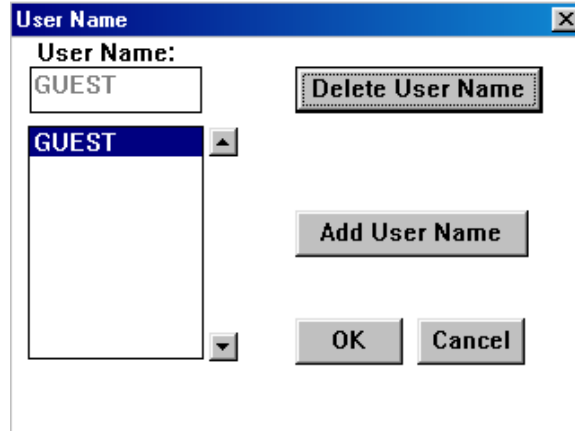 User Name
User Name:
GUEST
Delete User Name
GUEST
Add User Name
OK
Cancel